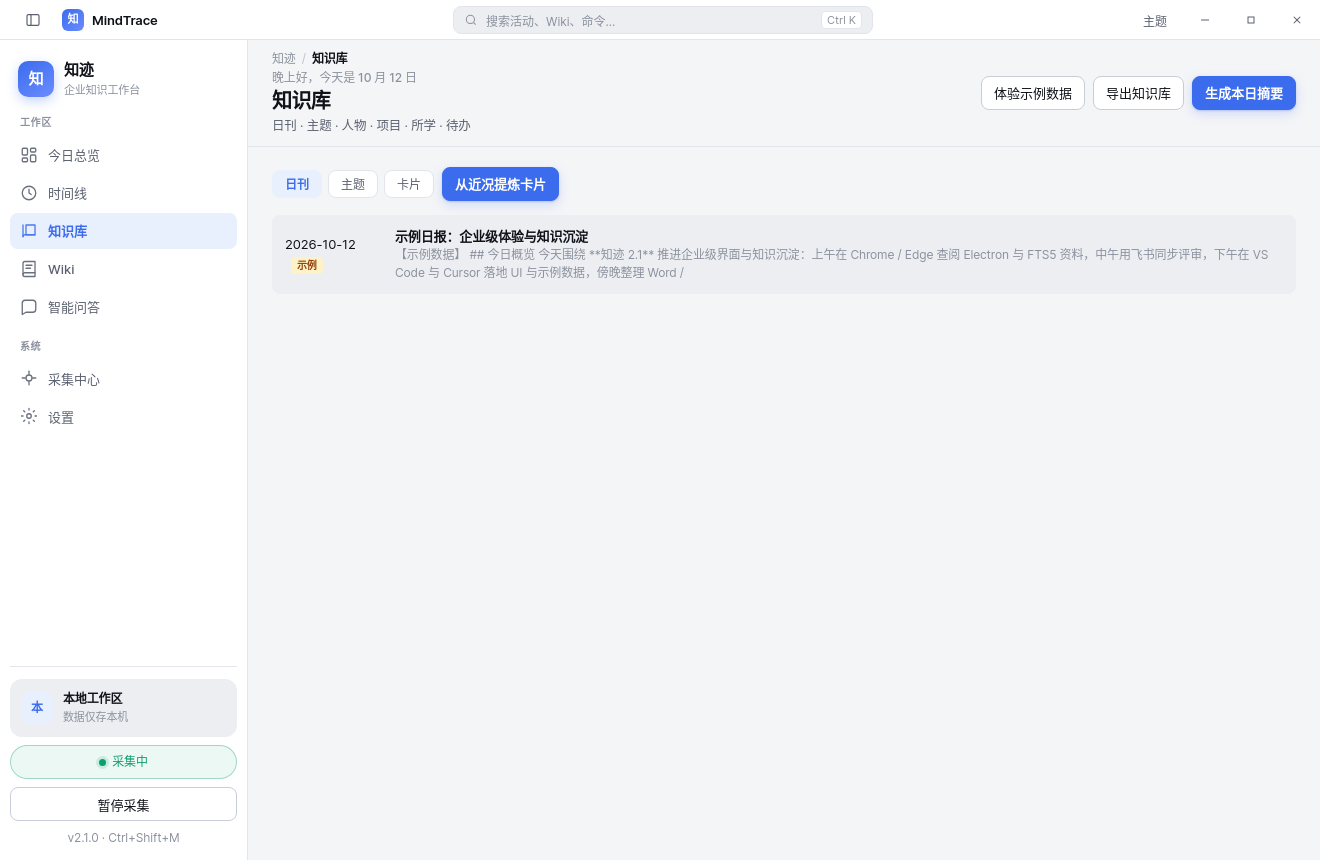 知 MindTrace
搜索活动、Wiki、命令... Ctrl K
主题
知 知迹
企业知识工作台
工作区
今日总览
时间线
知识库
Wiki
智能问答
系统
采集中心
设置
本 本地工作区
数据仅存本机
采集中
暂停采集
v2.1.0 · Ctrl+Shift+M
知迹 / 知识库
晚上好，今天是 10 月 12 日
知识库
日刊 · 主题 · 人物 · 项目 · 所学 · 待办
体验示例数据 导出知识库 生成本日摘要
日刊 主题 卡片 从近况提炼卡片
2026-10-12
示例
示例日报：企业级体验与知识沉淀
【示例数据】 ## 今日概览 今天围绕 **知迹 2.1** 推进企业级界面与知识沉淀：上午在 Chrome / Edge 查阅 Electron 与 FTS5 资料，中午用飞书同步评审，下午在 VS
Code 与 Cursor 落地 UI 与示例数据，傍晚整理 Word /